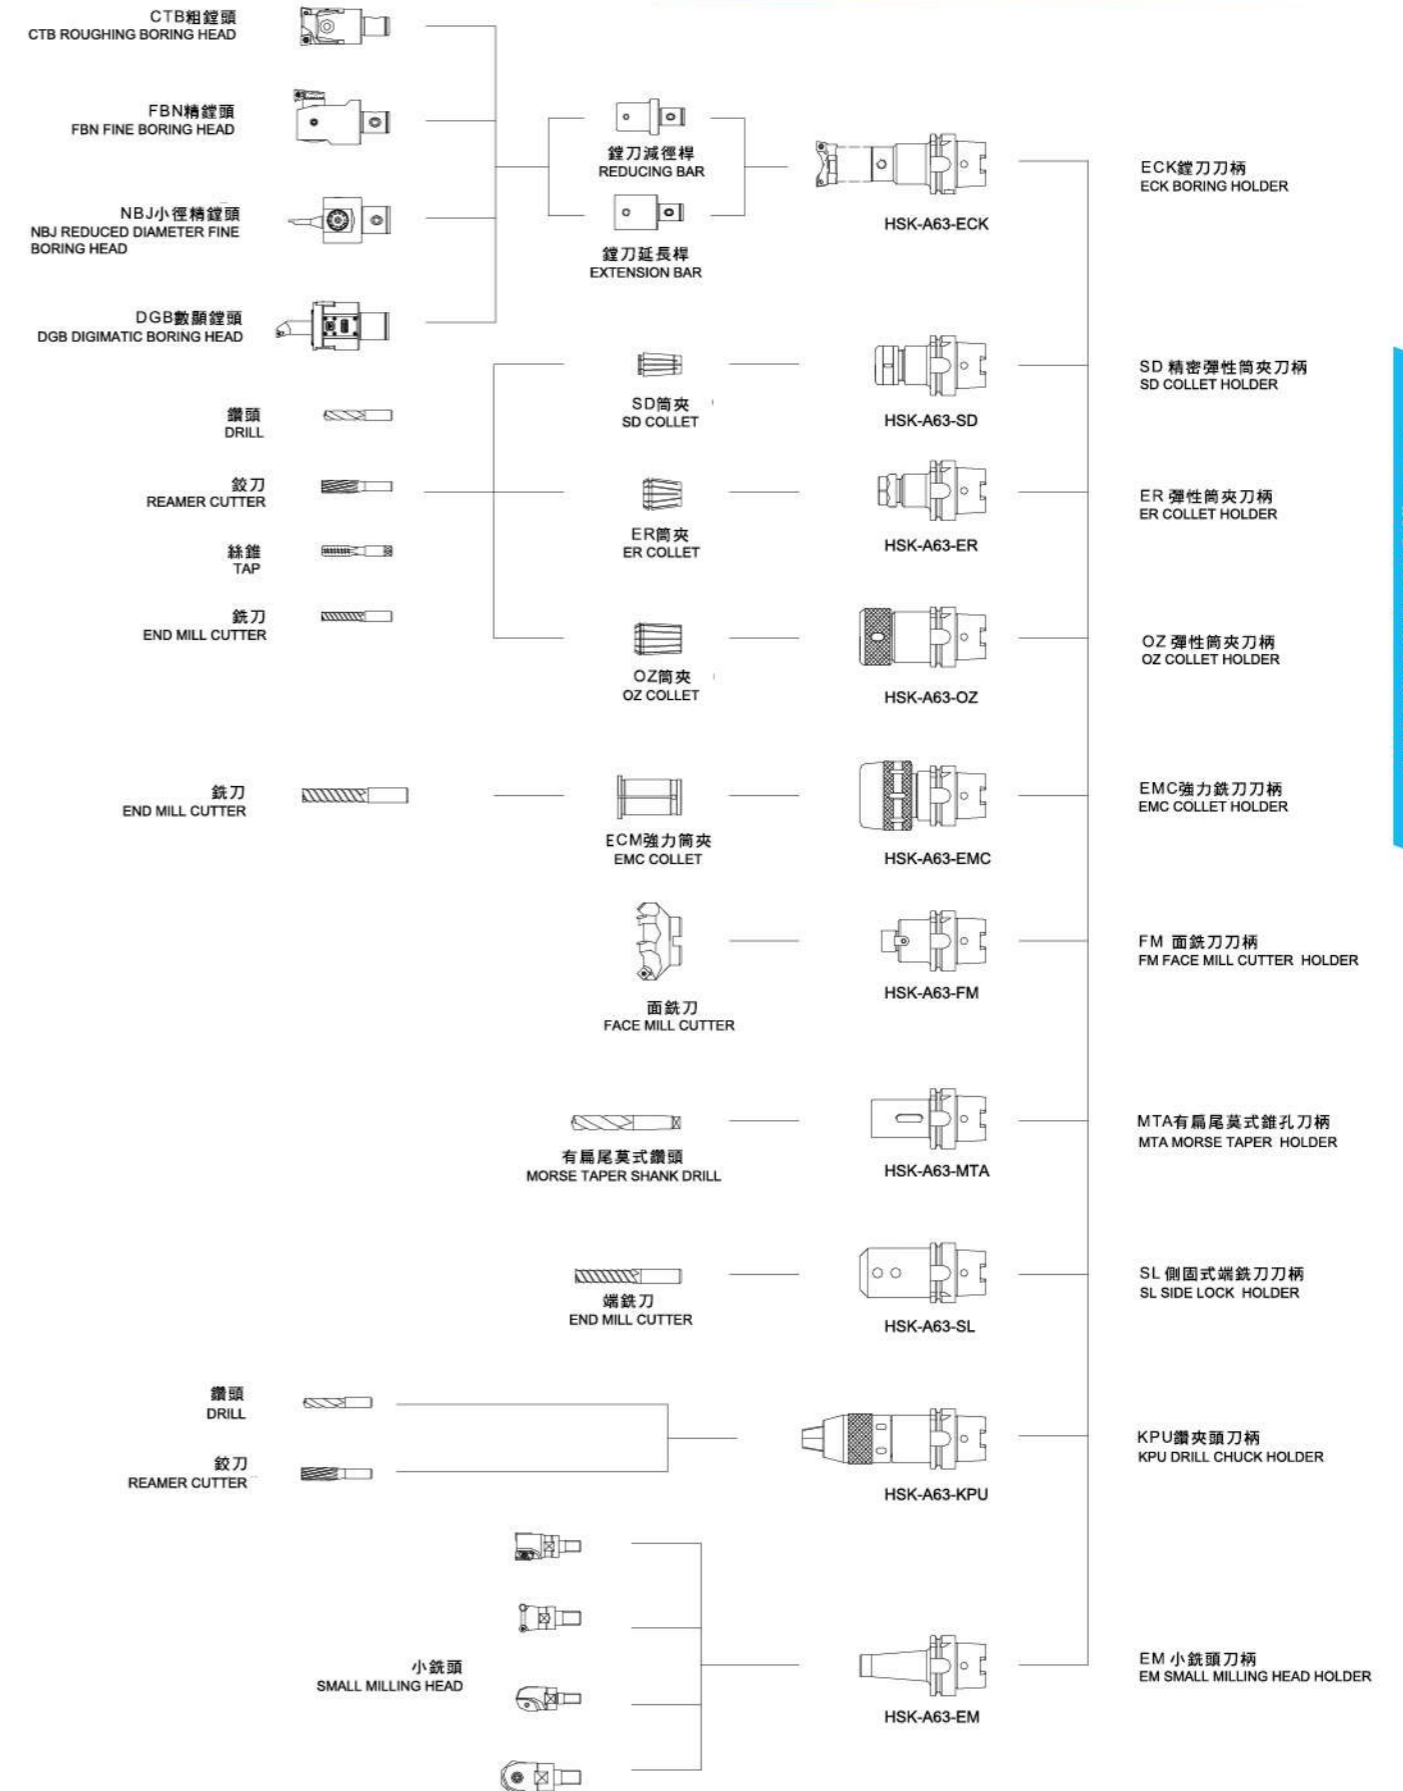 CTB粗鏜頭
CTB ROUGHING BORING HEAD
FBN精鏜頭
FBN FINE BORING HEAD
NBJ小徑精鏜頭
NBJ REDUCED DIAMETER FINE
BORING HEAD
DGB數顯鏜頭
DGB DIGIMATIC BORING HEAD
鏜刀減徑桿
REDUCING BAR
鏜刀延長桿
EXTENSION BAR
HSK-A63-ECK
ECK鏜刀刀柄
ECK BORING HOLDER
鑽頭
DRILL
鉸刀
REAMER CUTTER
絲錐
TAP
銑刀
END MILL CUTTER
SD筒夾
SD COLLET
HSK-A63-SD
SD 精密彈性筒夾刀柄
SD COLLET HOLDER
ER筒夾
ER COLLET
HSK-A63-ER
ER 彈性筒夾刀柄
ER COLLET HOLDER
OZ筒夾
OZ COLLET
HSK-A63-OZ
OZ 彈性筒夾刀柄
OZ COLLET HOLDER
銑刀
END MILL CUTTER
ECM強力筒夾
EMC COLLET
HSK-A63-EMC
EMC強力銑刀刀柄
EMC COLLET HOLDER
面銑刀
FACE MILL CUTTER
HSK-A63-FM
FM 面銑刀刀柄
FM FACE MILL CUTTER HOLDER
有扁尾莫式鑽頭
MORSE TAPER SHANK DRILL
HSK-A63-MTA
MTA有扁尾莫式錐孔刀柄
MTA MORSE TAPER HOLDER
端銑刀
END MILL CUTTER
HSK-A63-SL
SL 側固式端銑刀刀柄
SL SIDE LOCK HOLDER
鑽頭
DRILL
鉸刀
REAMER CUTTER
HSK-A63-KPU
KPU鑽夾頭刀柄
KPU DRILL CHUCK HOLDER
小銑頭
SMALL MILLING HEAD
HSK-A63-EM
EM 小銑頭刀柄
EM SMALL MILLING HEAD HOLDER